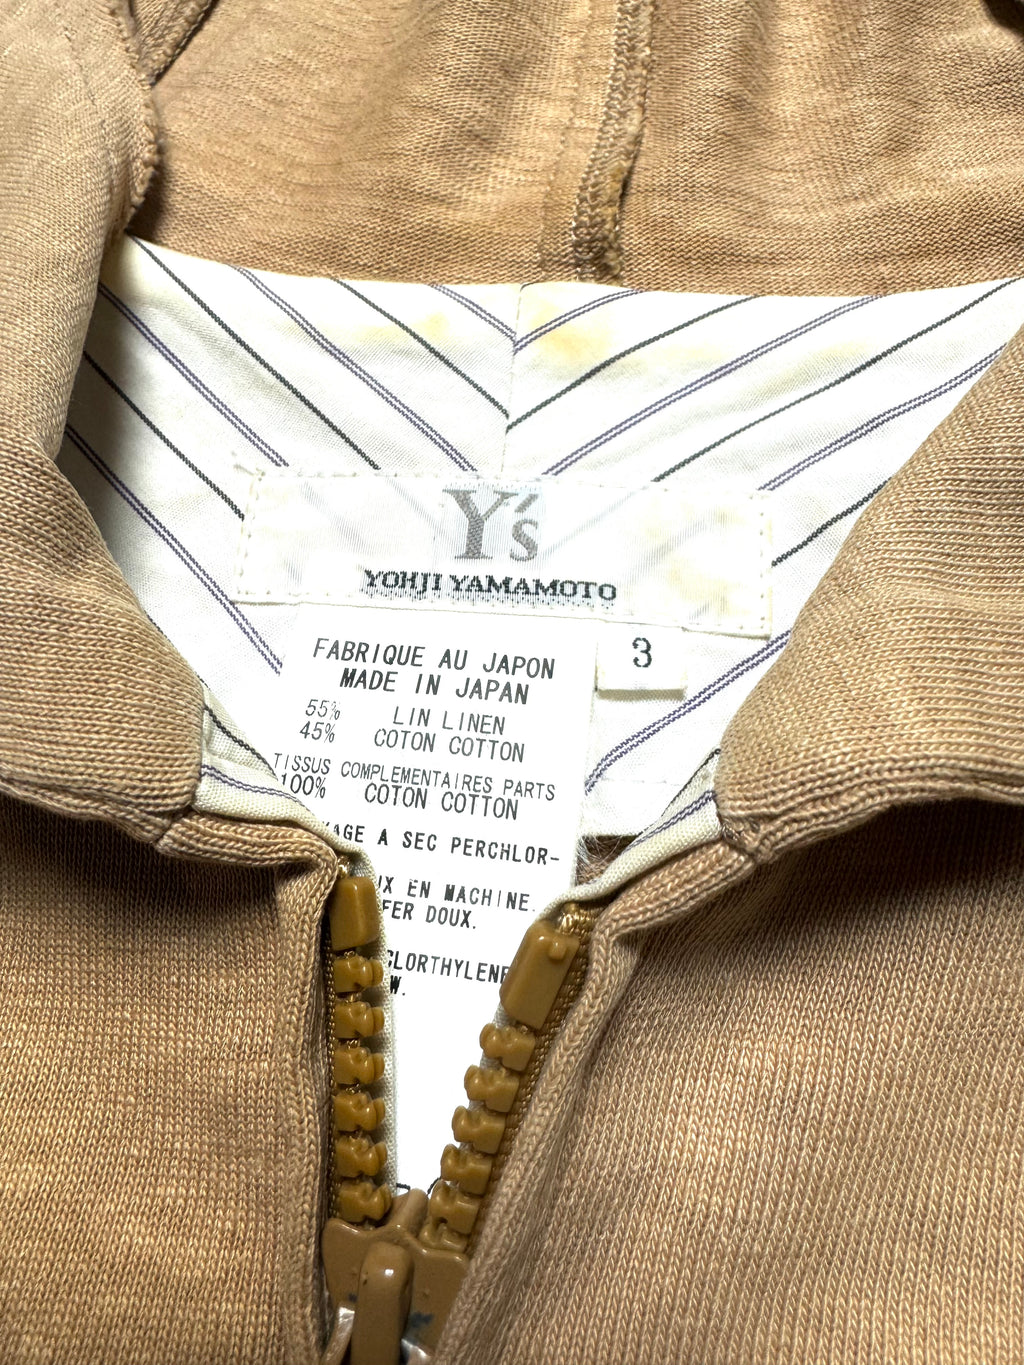 Y's
YOHJI YAMAMOTO
3
FABRIQUE AU JAPON
MADE IN JAPAN
55% LIN LINEN
45% COTON COTTON
TISSUS COMPLEMENTAIRES PARTS
100% COTON COTTON
A SEC PERCHLOR-
EN MACHINE.
DOUX.